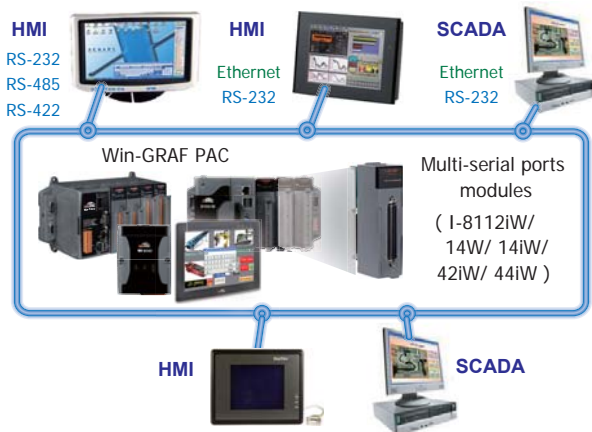 HMI
RS-232
RS-485
RS-422
HMI
Ethernet
RS-232
SCADA
Ethernet
RS-232
Win-GRAF PAC
Multi-serial ports
modules
( I-8112iW/
14W/ 14iW/
42iW/ 44iW )
HMI
SCADA